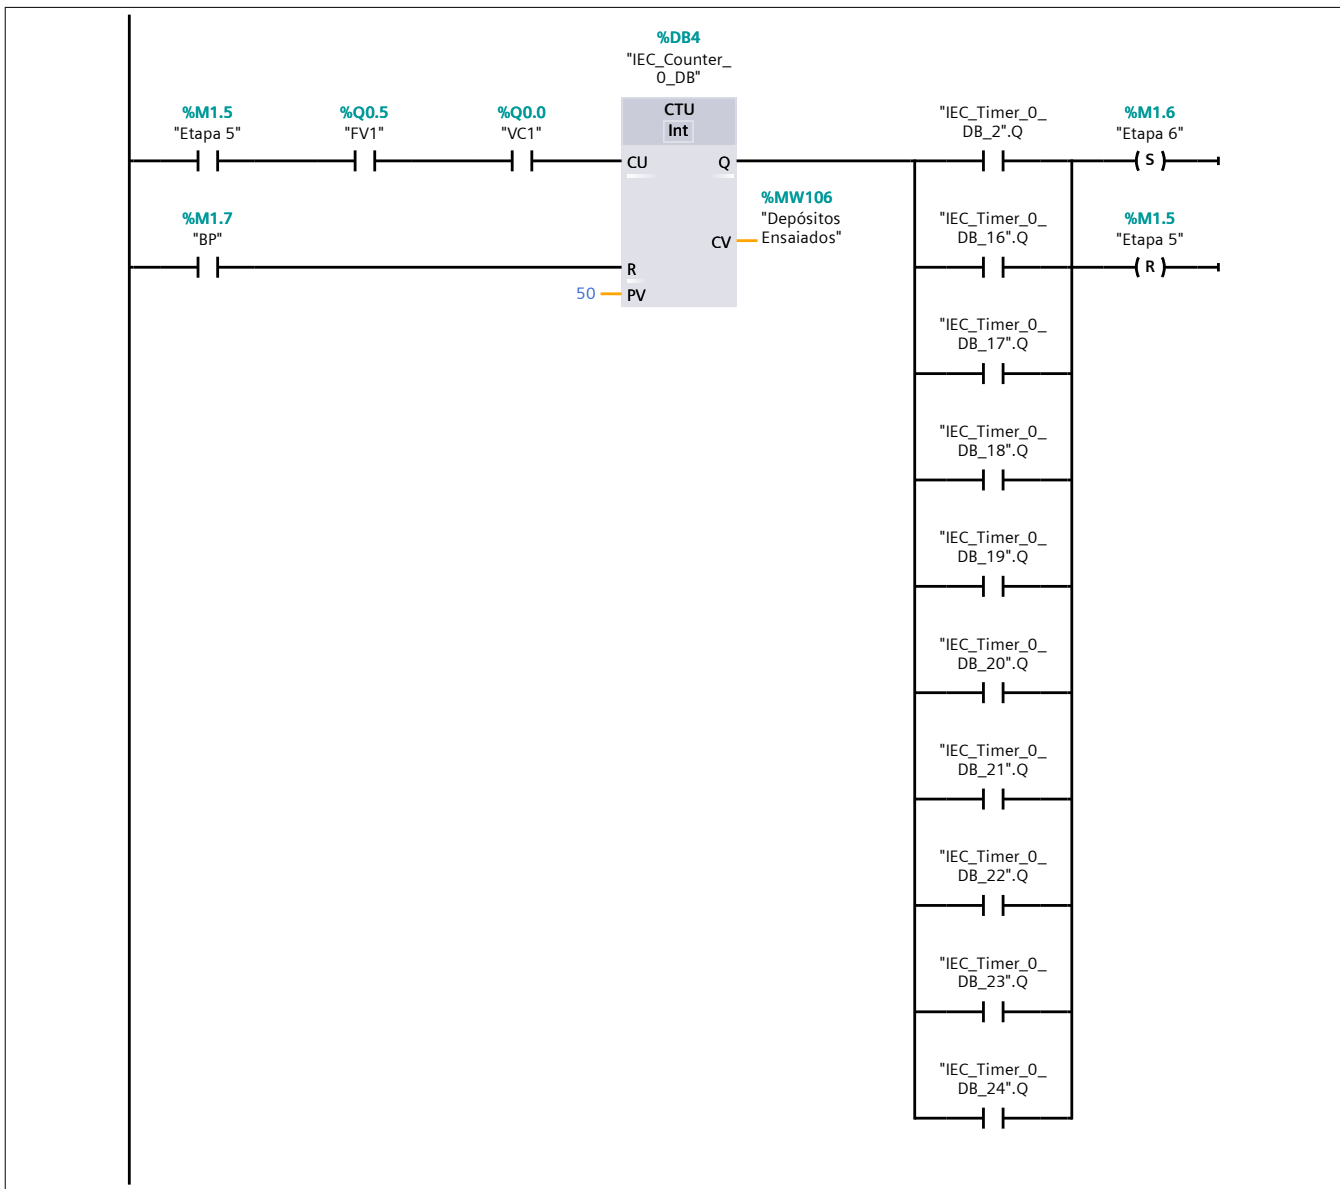 %DB4
"IEC_Counter_
0_DB"
CTU
Int
%M1.5
"Etapa 5"
%Q0.5
"FV1"
%Q0.0
"VC1"
CU
Q
"IEC_Timer_0_
DB_2".Q
%M1.6
"Etapa 6"
S
%M1.7
"BP"
R
50
PV
CV
%MW106
"Depósitos
Ensaiados"
"IEC_Timer_0_
DB_16".Q
%M1.5
"Etapa 5"
R
"IEC_Timer_0_
DB_17".Q
"IEC_Timer_0_
DB_18".Q
"IEC_Timer_0_
DB_19".Q
"IEC_Timer_0_
DB_20".Q
"IEC_Timer_0_
DB_21".Q
"IEC_Timer_0_
DB_22".Q
"IEC_Timer_0_
DB_23".Q
"IEC_Timer_0_
DB_24".Q